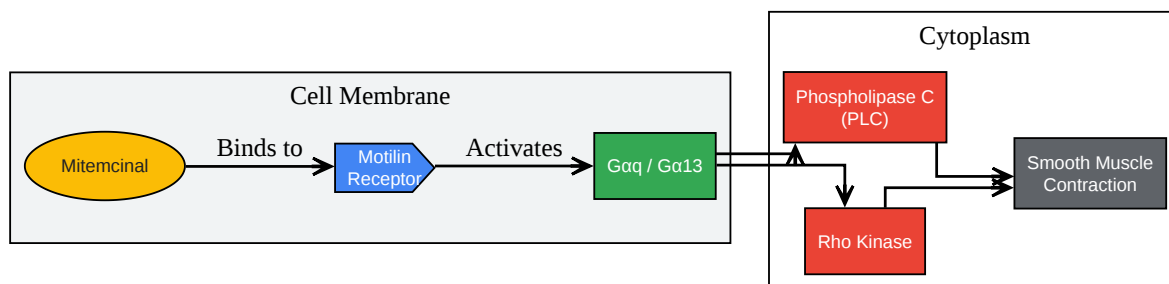 Cytoplasm
Cell Membrane
Mitemcinal
Binds to
Motilin
Receptor
Activates
Gαq / Gα13
Phospholipase C
(PLC)
Rho Kinase
Smooth Muscle
Contraction